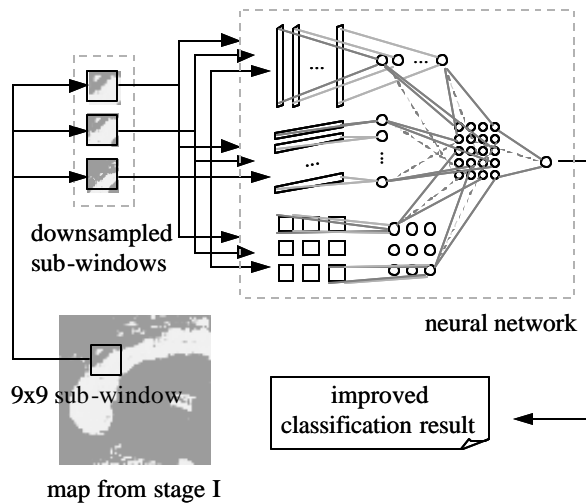 downsampled
sub-windows
neural network
9x9 sub-window
improved
classification result
map from stage I